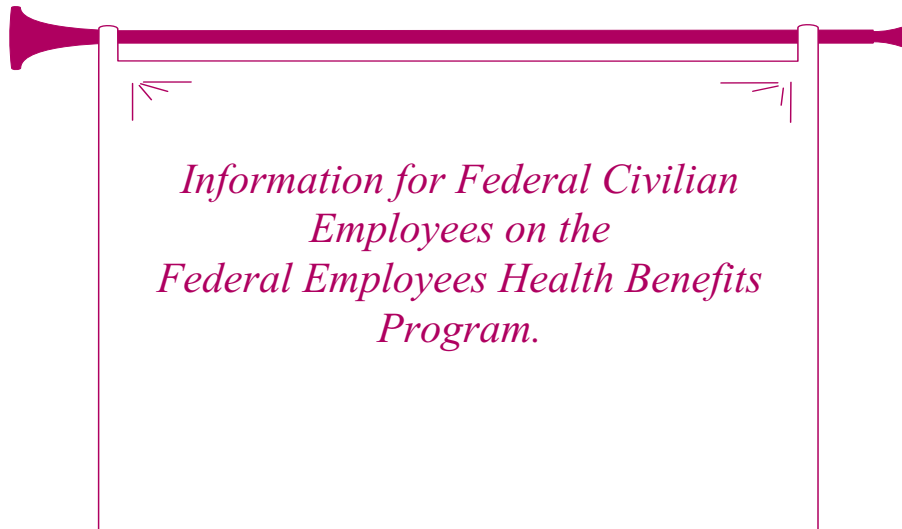 Information for Federal Civilian
Employees on the
Federal Employees Health Benefits
Program.